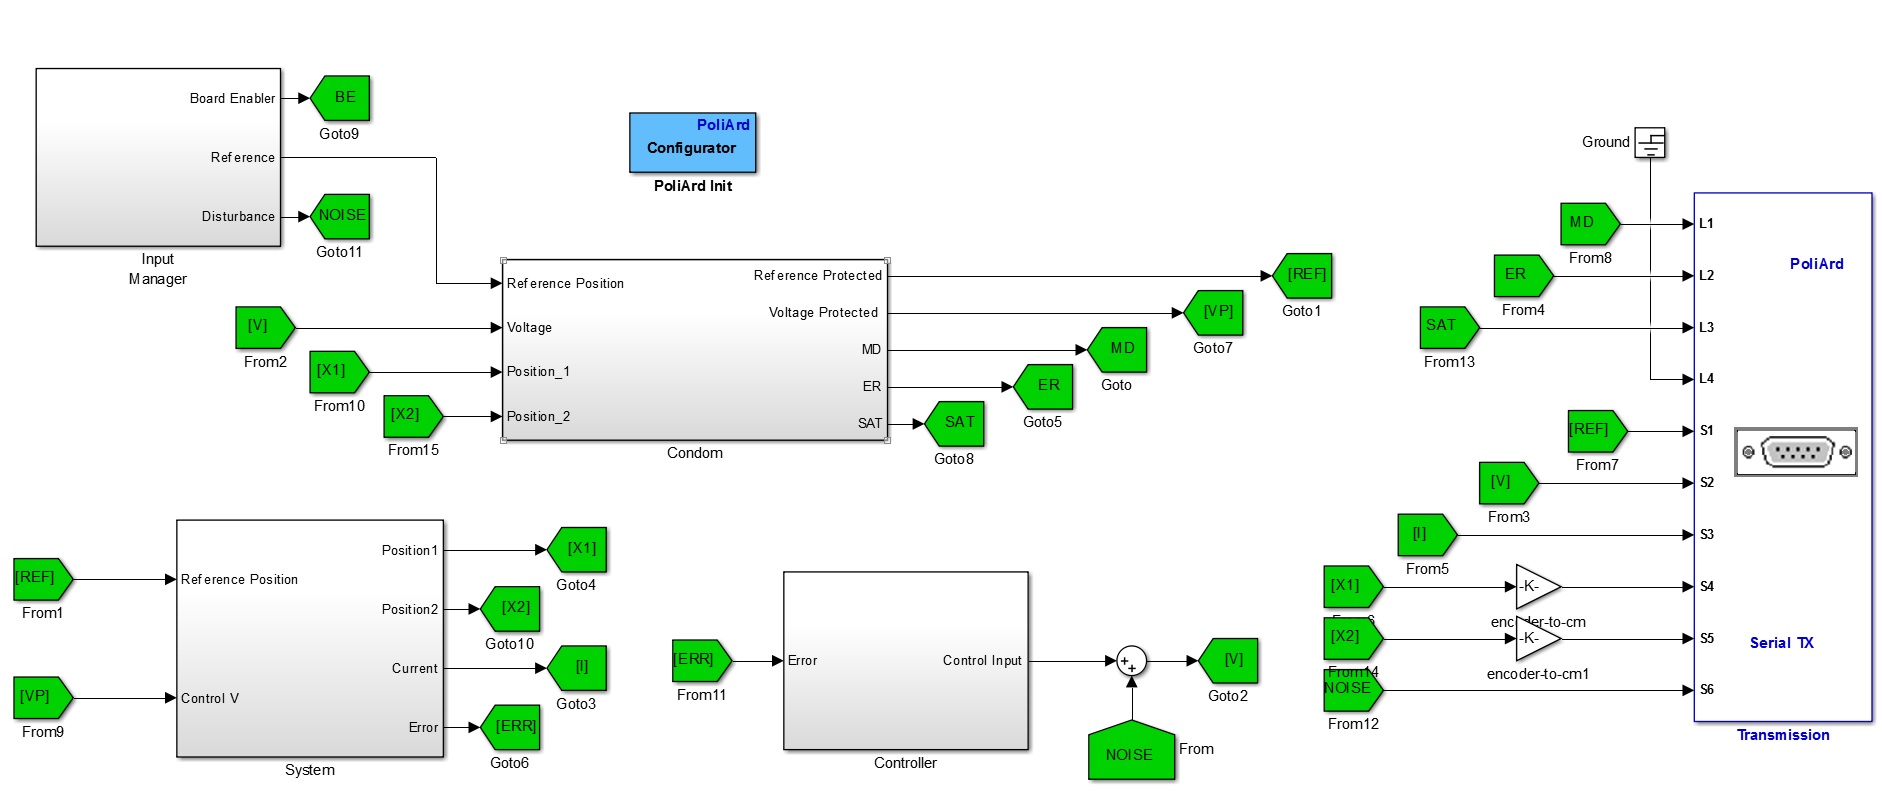 Board Enabler
BE
Goto9
Reference
Disturbance
NOISE
Goto11
Input
Manager
PoliArd
Configurator
PoliArd Init
[V]
From2
[X1]
From10
[X2]
From15
Reference Position
Voltage
Position_1
Position_2
Reference Protected
Voltage Protected
MD
ER
SAT
Condom
[REF]
Goto1
[VP]
Goto7
MD
Goto
ER
Goto5
SAT
Goto8
[REF]
From1
[VP]
From9
Reference Position
Control V
Position1
Position2
Current
Error
System
[X1]
Goto4
[X2]
Goto10
[I]
Goto3
[ERR]
Goto6
[ERR]
From11
Error
Control Input
Controller
NOISE
From
[V]
Goto2
Ground
MD
From8
ER
From4
SAT
From13
[REF]
From7
[V]
From3
[I]
From5
[X1]
-K-
encoder-to-cm
[X2]
From14
-K-
encoder-to-cm1
NOISE
From12
L1
L2
L3
L4
S1
S2
S3
S4
S5
S6
PoliArd
Serial TX
Transmission